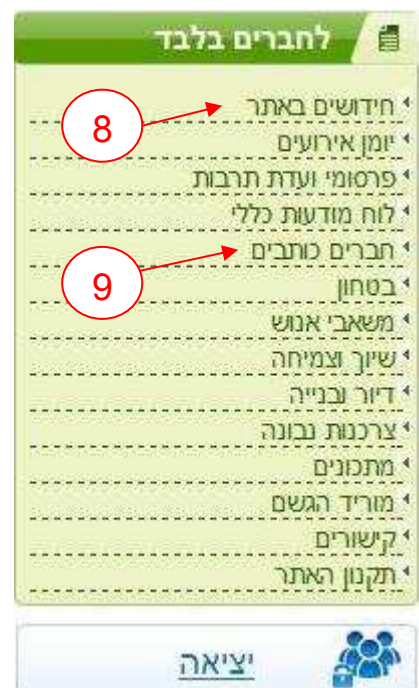 לחברים בלבד
8
חידושים באתר
יומן אירועים
פרסומי ועדת תרבות
לוח מודעות כללי
9
חברים כותבים
בטחון
משאבי אנוש
שיוך וצמיחה
דיור ובנייה
צרכנות נבונה
מתכונים
מוריד הגשם
קישורים
תקנון האתר
יציאה